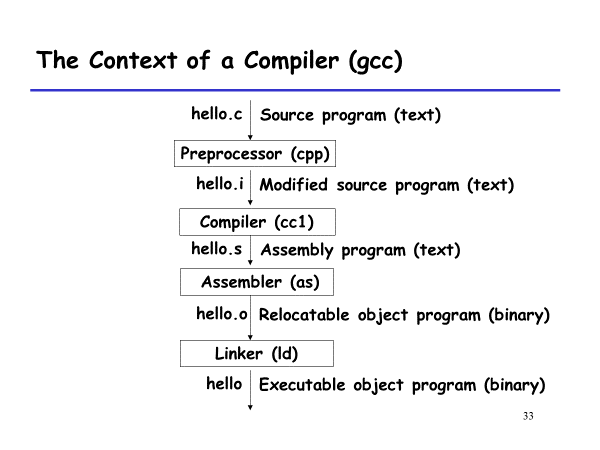 The Context of a Compiler (gcc)
hello.c Source program (text)
Preprocessor (cpp)
hello.i Modified source program (text)
Compiler (cc1)
hello.s Assembly program (text)
Assembler (as)
hello.o Relocatable object program (binary)
Linker (ld)
hello Executable object program (binary)
33